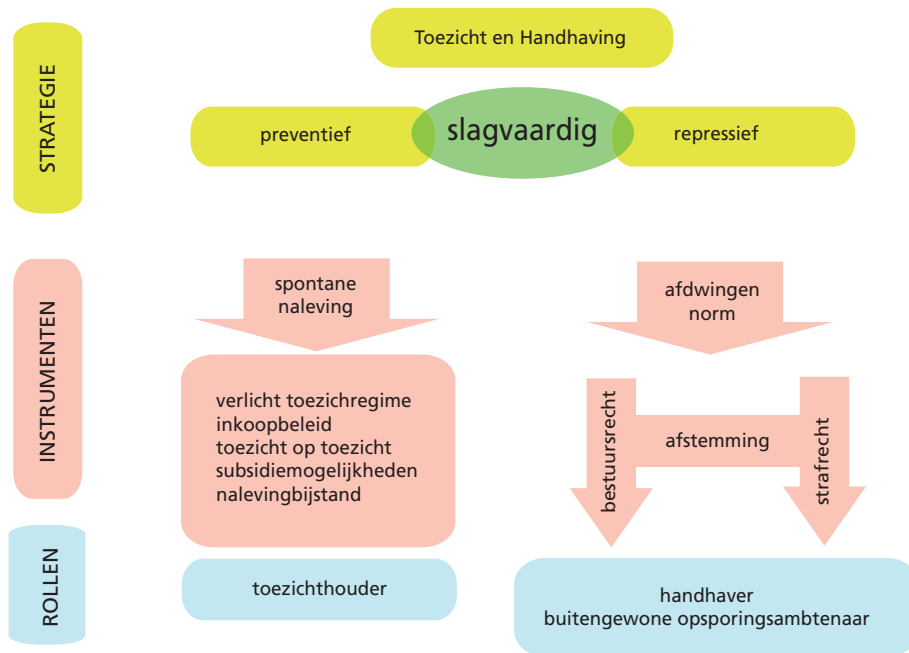 STRATEGIE
Toezicht en Handhaving
preventief
slagvaardig
repressief
INSTRUMENTEN
spontane
naleving
afdwingen
norm
verlicht toezichregime
inkoopbeleid
toezicht op toezicht
subsidiemogelijkheden
nalevingbijstand
bestuursrecht
afstemming
strafrecht
ROLLEN
toezichthouder
handhaver
buitengewone opsporingsambtenaar